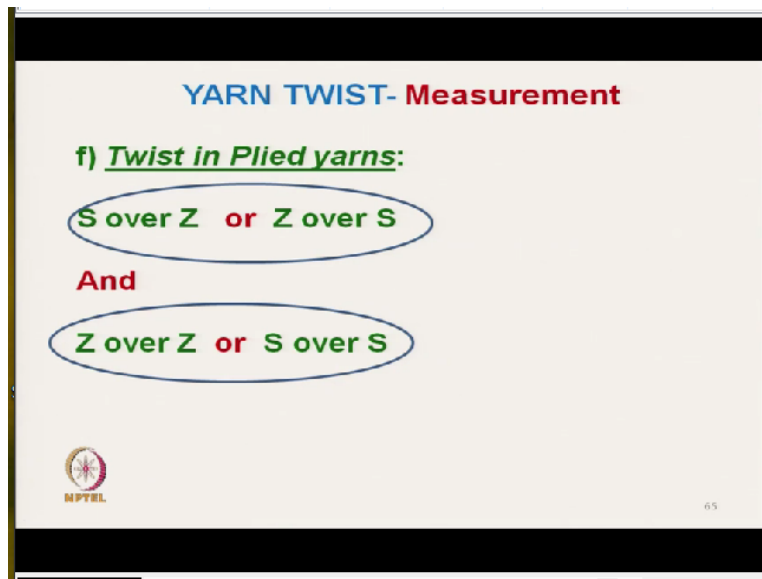 YARN TWIST- Measurement
f) Twist in Plied yarns:
S over Z or Z over S
And
Z over Z or S over S
NPTEL
65